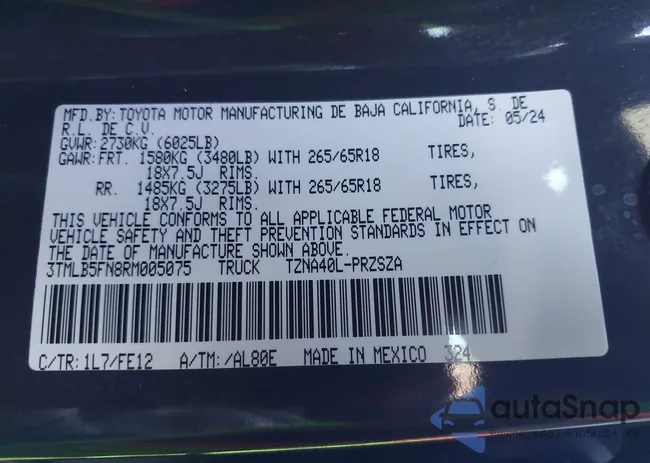 MFD.BY: TOYOTA MOTOR MANUFACTURING DE BAJA CALIFORNIA, S. DE
R.L. DE C.V. DATE: 05/24
GVWR: 2730KG (6025LB)
GAWR: FRT. 1580KG (3480LB) WITH 265/65R18 TIRES,
18X7.5J RIMS.
RR. 1485KG (3275LB) WITH 265/65R18 TIRES,
18X7.5J RIMS.
THIS VEHICLE CONFORMS TO ALL APPLICABLE FEDERAL MOTOR
VEHICLE SAFETY AND THEFT PREVENTION STANDARDS IN EFFECT ON
THE DATE OF MANUFACTURE SHOWN ABOVE.
3TMLB5FN8RM005075 TRUCK TZNA40L-PRZSZA
C/TR: 1L7/FE12 A/TM: /AL80E MADE IN MEXICO 324
autaSnap